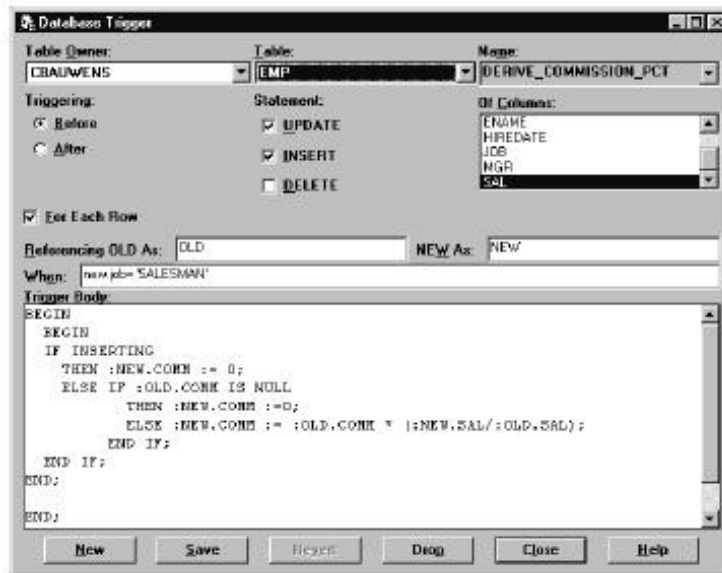 Database Trigger
Table Owner: Table: Name:
CBAUWENS EMP DERIVE_COMMISSION_PCT
Triggering: Statement: Of Columns:
Before UPDATE ENAME
HIREDATE
After INSERT JOB
MGR
DELETE SAL
For Each Row
Referencing OLD As: OLD NEW As: NEW
When: new.job= 'SALESMAN'
Trigger Body:
BEGIN
BEGIN
IF INSERTING
THEN :NEW.COMM := 0;
ELSE IF :OLD.COMM IS NULL
THEN :NEW.COMM :=0;
ELSE :NEW.COMM := :OLD.COMM * (:NEW.SAL/:OLD.SAL);
END IF;
END IF;
END;
END;
New Save Revert Drop Close Help